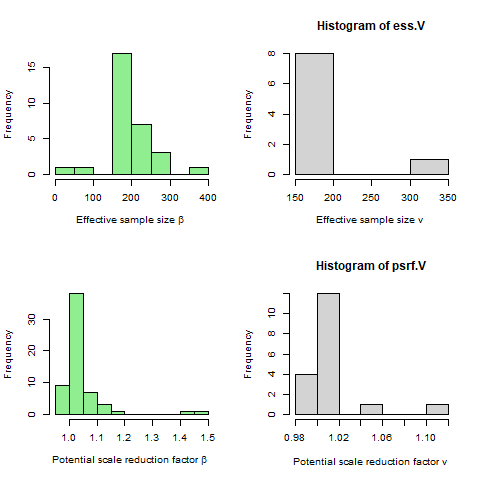 Frequency
0 5 10 15
0 100 200 300 400
Effective sample size β
Histogram of ess.V
Frequency
0 2 4 6 8
150 200 250 300 350
Effective sample size v
Frequency
0 10 20 30
1.0 1.1 1.2 1.3 1.4 1.5
Potential scale reduction factor β
Histogram of psrf.V
Frequency
0 2 4 6 8 10
0.98 1.02 1.06 1.10
Potential scale reduction factor v